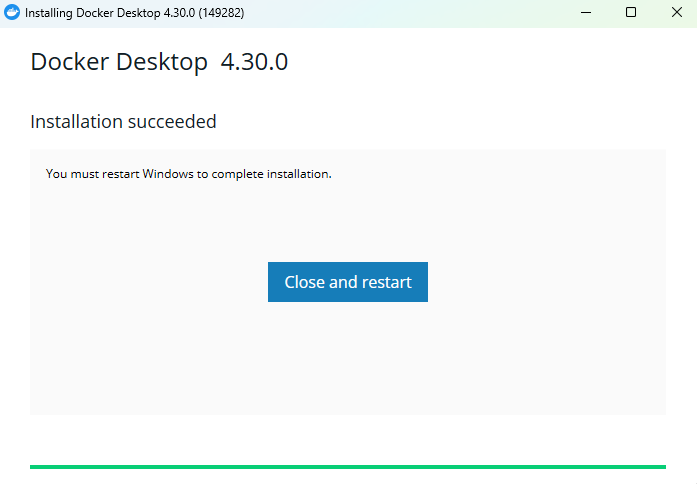 Installing Docker Desktop 4.30.0 (149282)
Docker Desktop 4.30.0
Installation succeeded
You must restart Windows to complete installation.
Close and restart